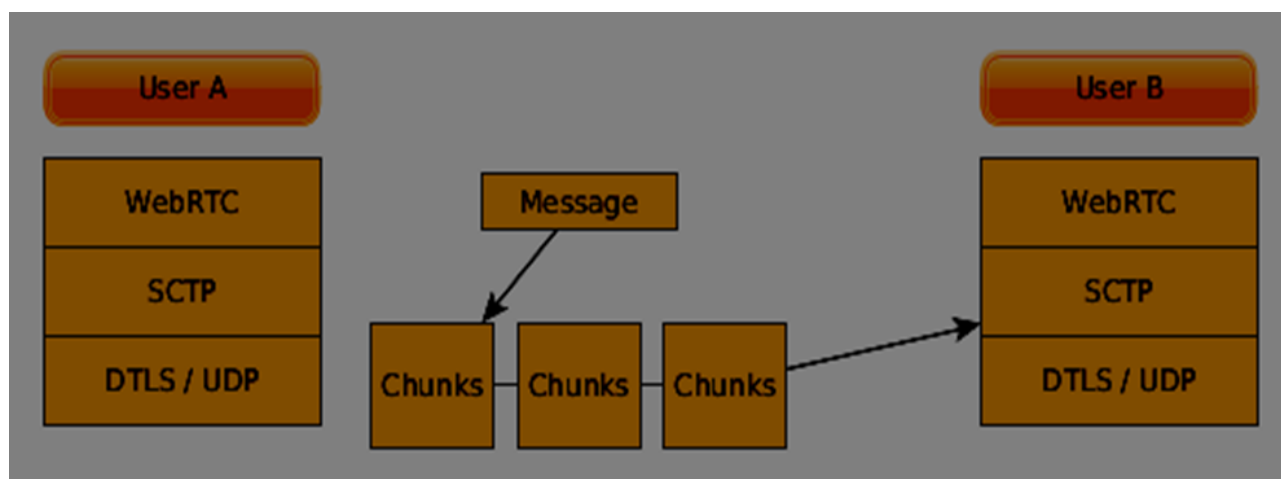 User A
User B
WebRTC
SCTP
DTLS / UDP
Message
Chunks
Chunks
Chunks
WebRTC
SCTP
DTLS / UDP